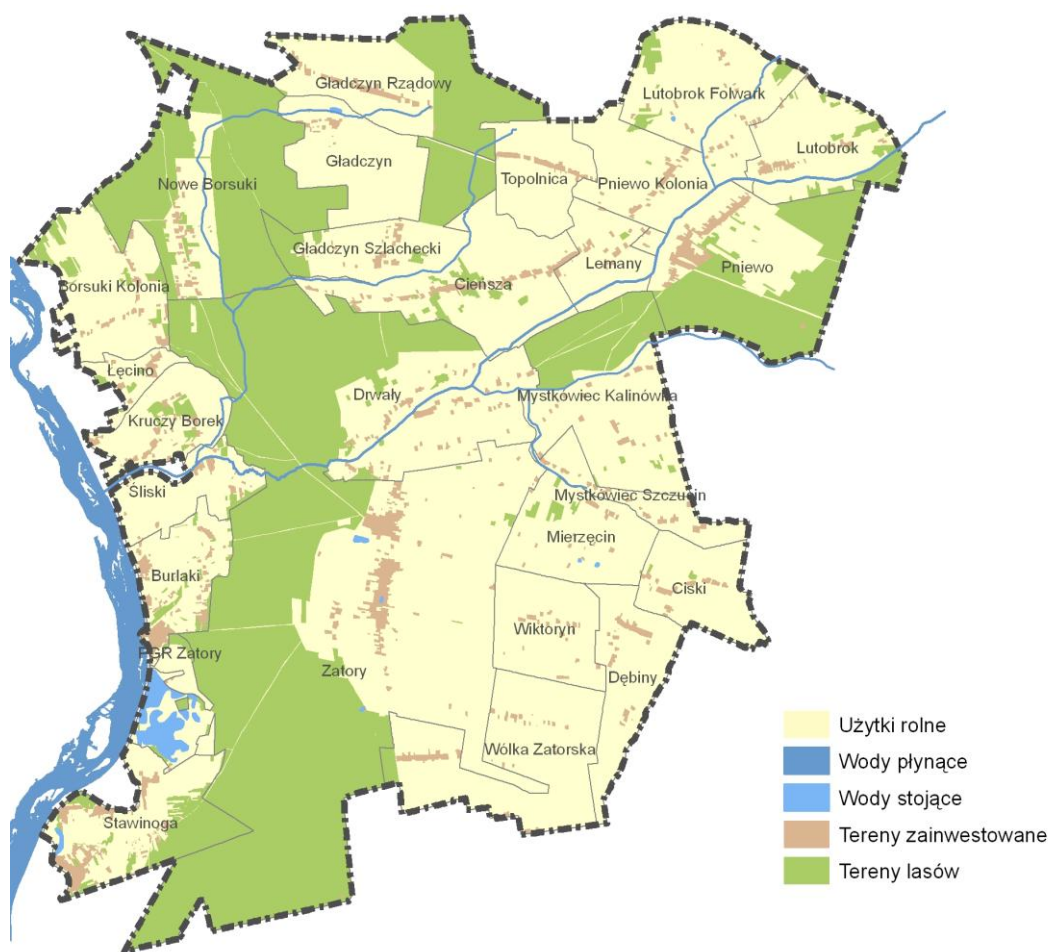 Gładczyn Rządowy
Lutobrok Folwark
Lutobrok
Gładczyn
Nowe Borsuki
Topolnica
Pniewo Kolonia
Gładczyn Szlachecki
Lemany
Pniewo
Cieńsza
Borsuki Kolonia
Łęcino
Drwały
Mystkowiec Kalinówka
Kruczy Borek
Śliski
Mystkowiec Szczucin
Mierzęcin
Burlaki
Ciski
Wiktoryn
PGR Zatory
Zatory
Dębiny
Wólka Zatorska
Stawinoga
Użytki rolne
Wody płynące
Wody stojące
Tereny zainwestowane
Tereny lasów